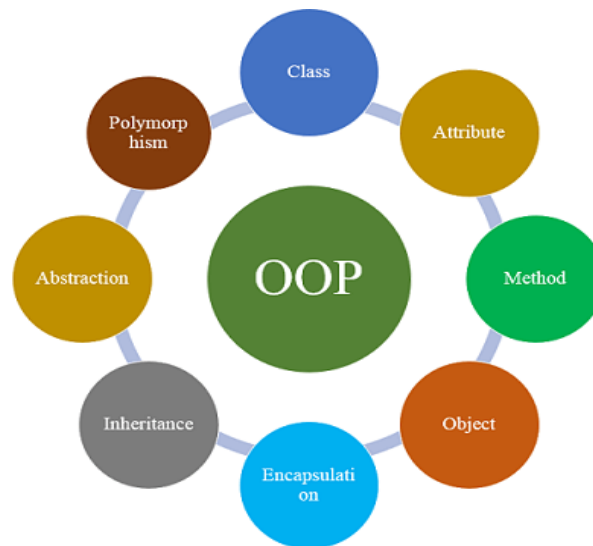 Class
Attribute
Method
Object
Encapsulati
on
Inheritance
Abstraction
Polymorp
hism
OOP